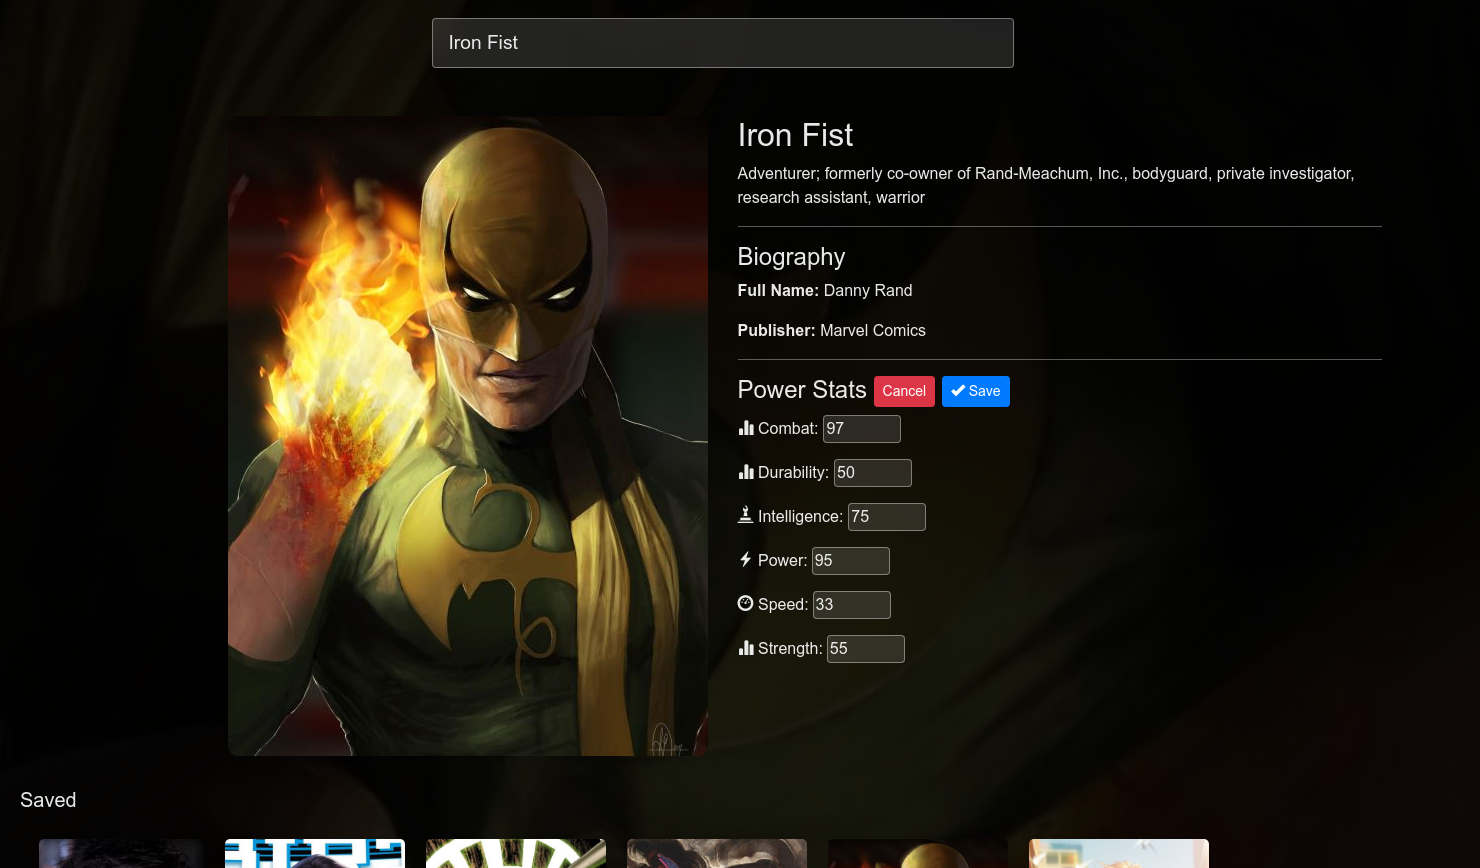 Iron Fist
Iron Fist
Adventurer; formerly co-owner of Rand-Meachum, Inc., bodyguard, private investigator,
research assistant, warrior
Biography
Full Name: Danny Rand
Publisher: Marvel Comics
Power Stats Cancel Save
Combat: 97
Durability: 50
Intelligence: 75
Power: 95
Speed: 33
Strength: 55
Saved